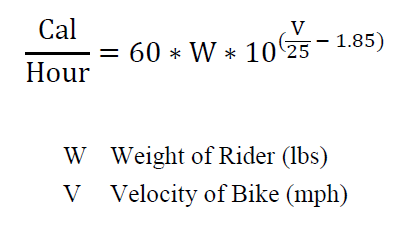 Cal
Hour = 60 * W * 10^(V/25 − 1.85)
W Weight of Rider (lbs)
V Velocity of Bike (mph)